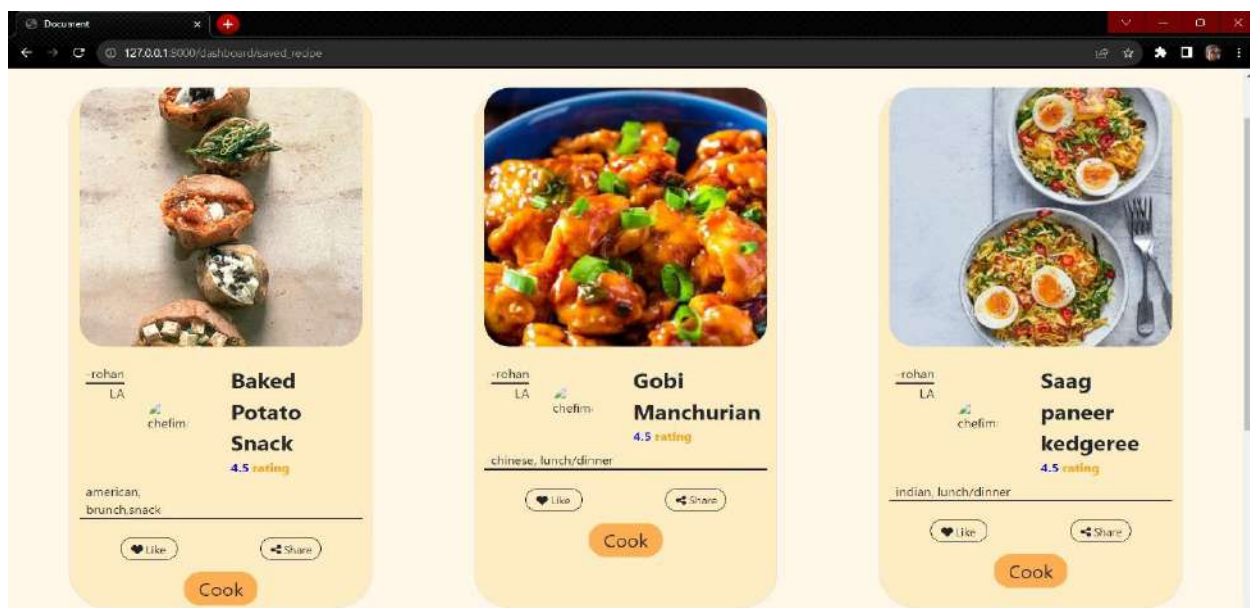 Document
127.0.0.1:8000/dashboard/saved_recipe
-rohan
LA
chefim
Baked
Potato
Snack
4.5 rating
american,
brunch,snack
Like
Share
Cook
-rohan
LA
chefim
Gobi
Manchurian
4.5 rating
chinese, lunch/dinner
Like
Share
Cook
-rohan
LA
chefim
Saag
paneer
kedgeree
4.5 rating
indian, lunch/dinner
Like
Share
Cook